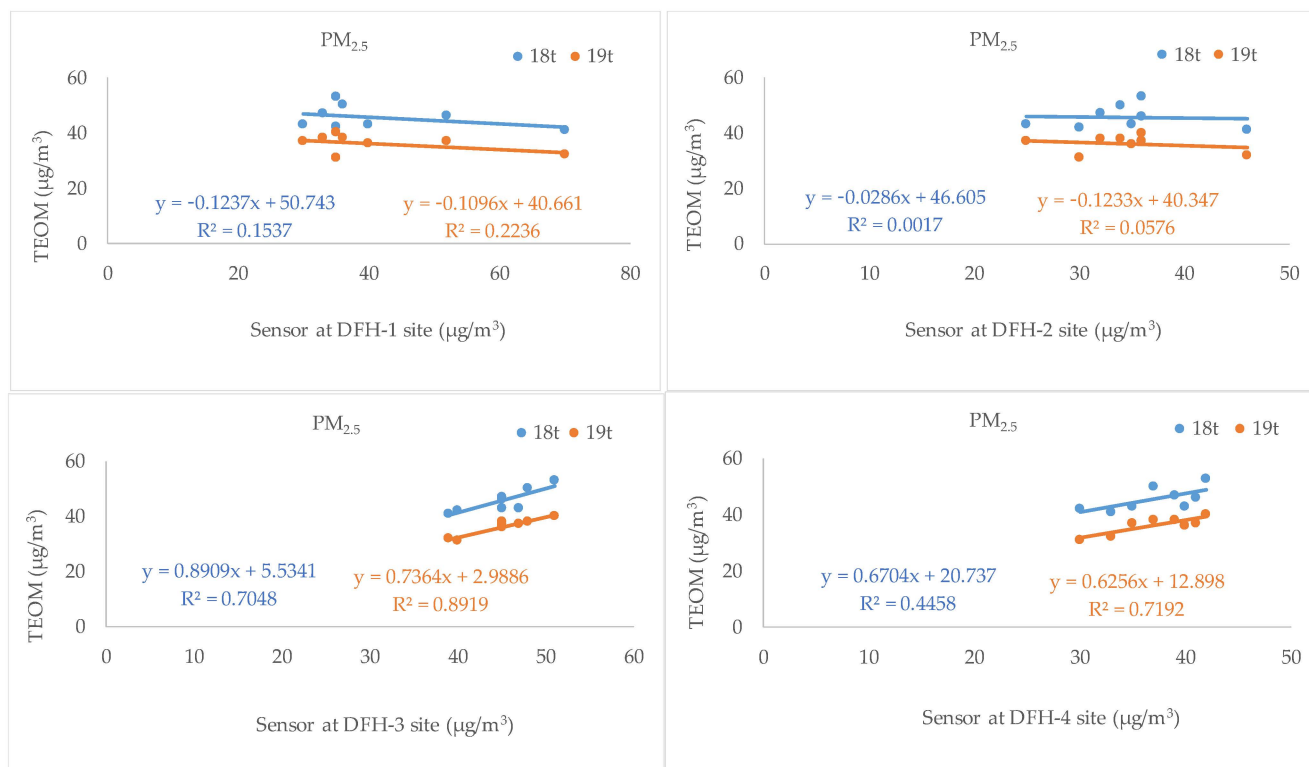 PM₂.₅
18t 19t
60
40
20
0
TEOM (µg/m³)
y = -0.1237x + 50.743
R² = 0.1537
y = -0.1096x + 40.661
R² = 0.2236
0 20 40 60 80
Sensor at DFH-1 site (µg/m³)
PM₂.₅
18t 19t
60
40
20
0
TEOM (µg/m³)
y = -0.0286x + 46.605
R² = 0.0017
y = -0.1233x + 40.347
R² = 0.0576
0 10 20 30 40 50
Sensor at DFH-2 site (µg/m³)
PM₂.₅
18t 19t
60
40
20
0
TEOM (µg/m³)
y = 0.8909x + 5.5341
R² = 0.7048
y = 0.7364x + 2.9886
R² = 0.8919
0 10 20 30 40 50 60
Sensor at DFH-3 site (µg/m³)
PM₂.₅
18t 19t
60
40
20
0
TEOM (µg/m³)
y = 0.6704x + 20.737
R² = 0.4458
y = 0.6256x + 12.898
R² = 0.7192
0 10 20 30 40 50
Sensor at DFH-4 site (µg/m³)